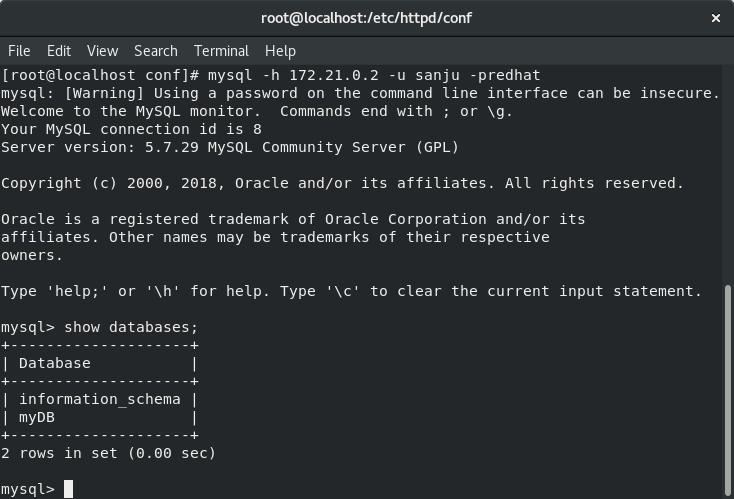 root@localhost:/etc/httpd/conf
×
File Edit View Search Terminal Help
[root@localhost conf]# mysql -h 172.21.0.2 -u sanju -predhat
mysql: [Warning] Using a password on the command line interface can be insecure.
Welcome to the MySQL monitor.  Commands end with ; or \g.
Your MySQL connection id is 8
Server version: 5.7.29 MySQL Community Server (GPL)
Copyright (c) 2000, 2018, Oracle and/or its affiliates. All rights reserved.
Oracle is a registered trademark of Oracle Corporation and/or its
affiliates. Other names may be trademarks of their respective
owners.
Type 'help;' or '\h' for help. Type '\c' to clear the current input statement.
mysql> show databases;
+--------------------+
| Database           |
+--------------------+
| information_schema |
| myDB               |
+--------------------+
2 rows in set (0.00 sec)
mysql>